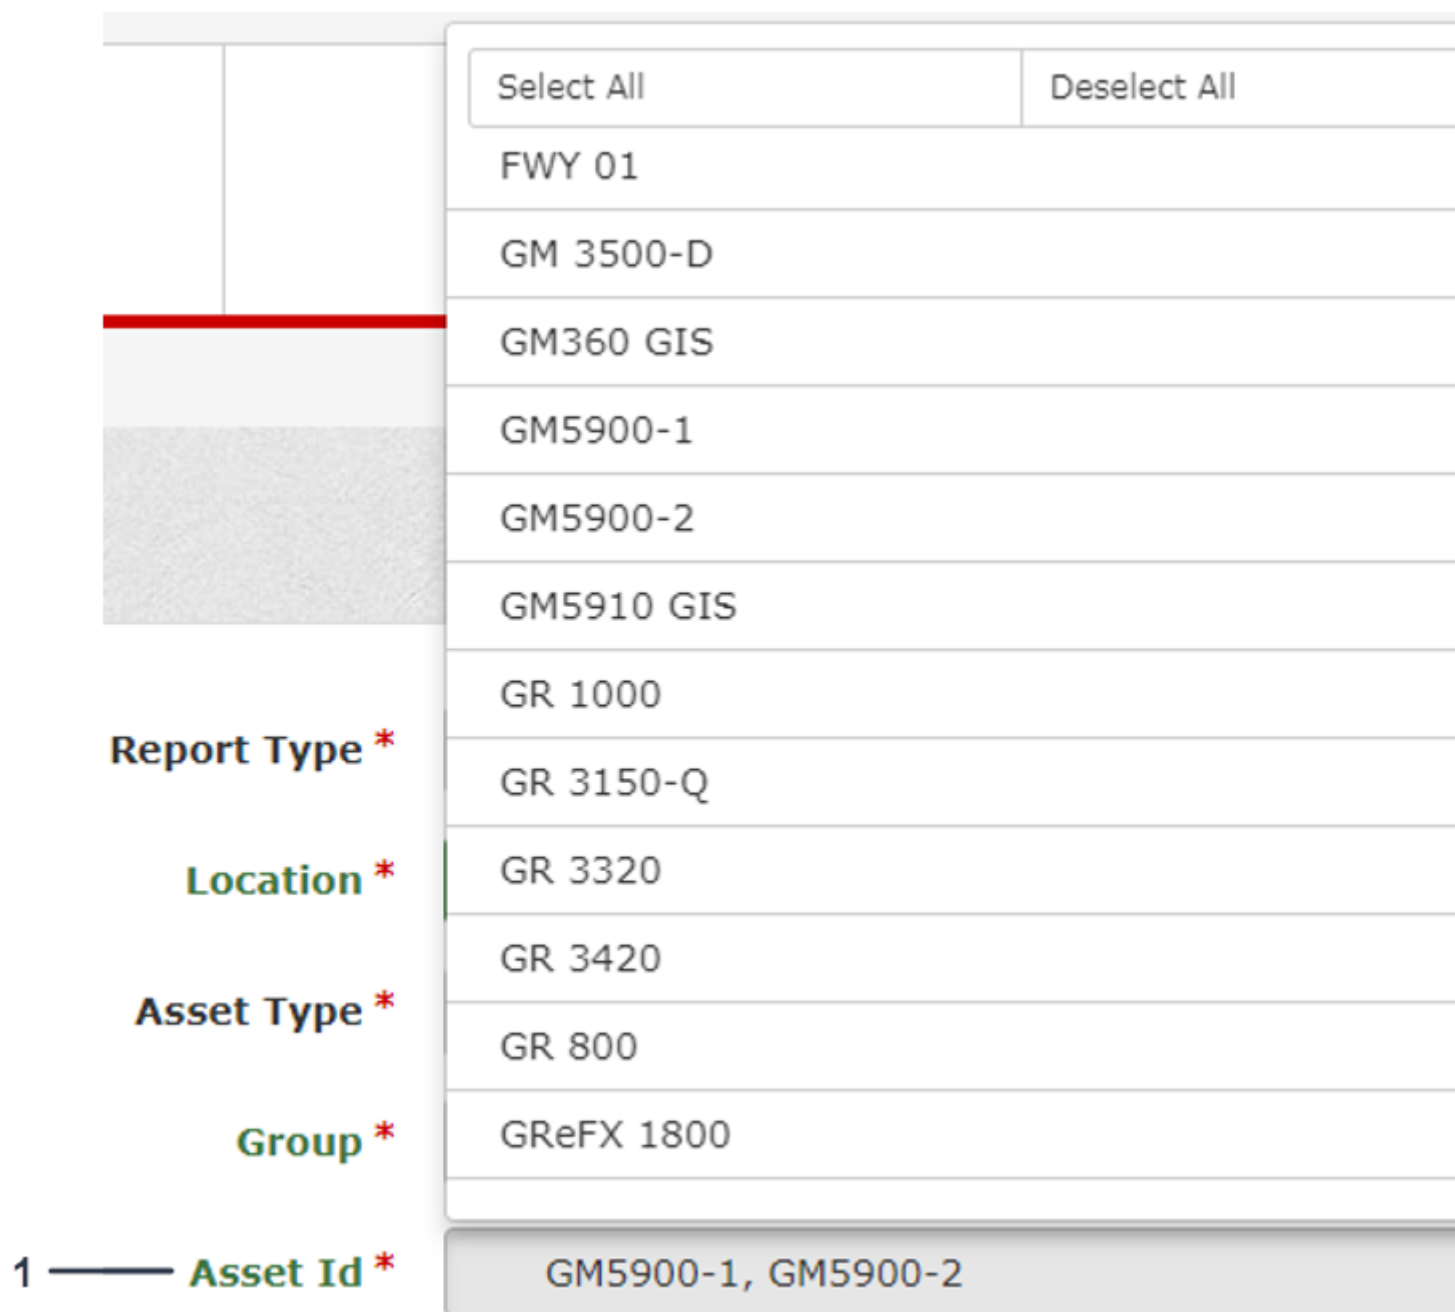 Select All
Deselect All
FWY 01
GM 3500-D
GM360 GIS
GM5900-1
GM5900-2
GM5910 GIS
GR 1000
Report Type *
GR 3150-Q
Location *
GR 3320
GR 3420
Asset Type *
GR 800
Group *
GReFX 1800
1
Asset Id *
GM5900-1, GM5900-2